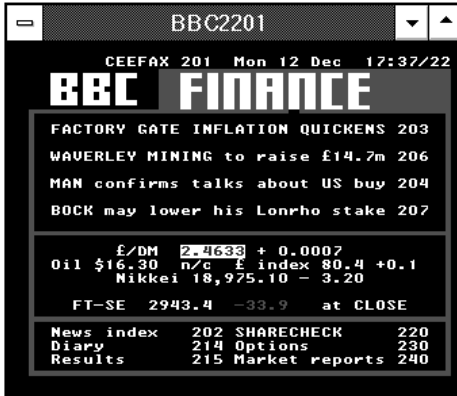 BBC2201
CEEFAX 201 Mon 12 Dec 17:37/22
BBC FINANCE
FACTORY GATE INFLATION QUICKENS 203
WAVERLEY MINING to raise £14.7m 206
MAN confirms talks about US buy 204
BOCK may lower his Lonrho stake 207
£/DM 2.4633 + 0.0007
Oil $16.30 n/c £ index 80.4 +0.1
Nikkei 18,975.10 - 3.20
FT-SE 2943.4 -33.9 at CLOSE
News index 202 SHARECHECK 220
Diary 214 Options 230
Results 215 Market reports 240